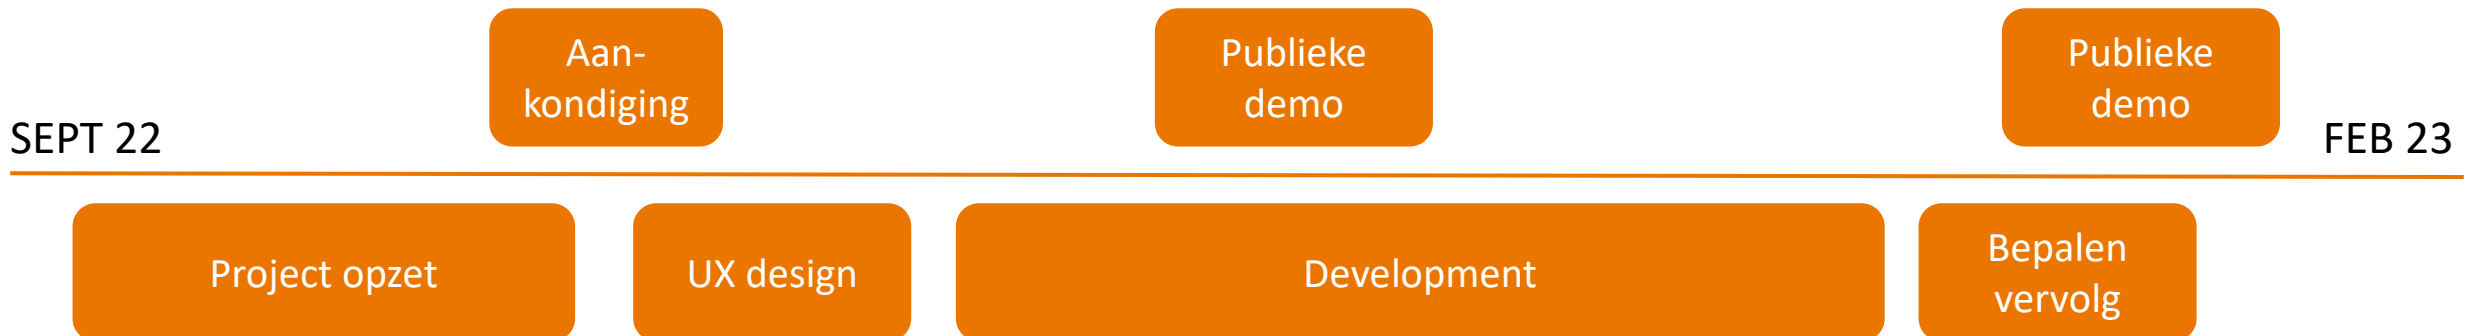 Aan-
kondiging
Publieke
demo
Publieke
demo
SEPT 22
FEB 23
Project opzet
UX design
Development
Bepalen
vervolg